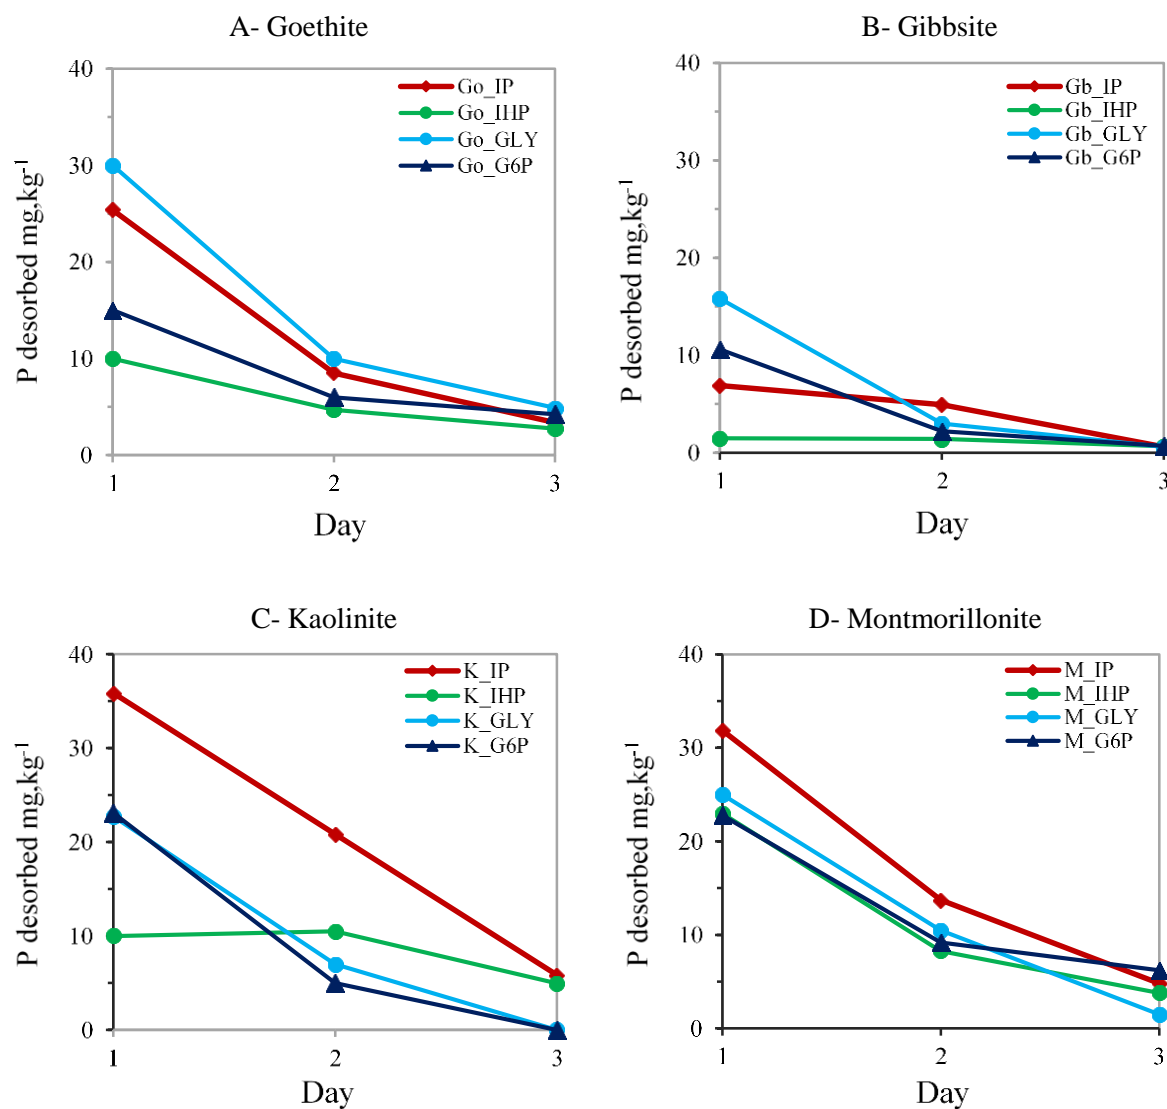 A- Goethite
40
30
20
10
0
1
2
3
P desorbed mg,kg-1
Day
Go_IP
Go_IHP
Go_GLY
Go_G6P
B- Gibbsite
40
30
20
10
0
1
2
3
P desorbed mg,kg-1
Day
Gb_IP
Gb_IHP
Gb_GLY
Gb_G6P
C- Kaolinite
40
30
20
10
0
1
2
3
P desorbed mg,kg-1
Day
K_IP
K_IHP
K_GLY
K_G6P
D- Montmorillonite
40
30
20
10
0
1
2
3
P desorbed mg,kg-1
Day
M_IP
M_IHP
M_GLY
M_G6P